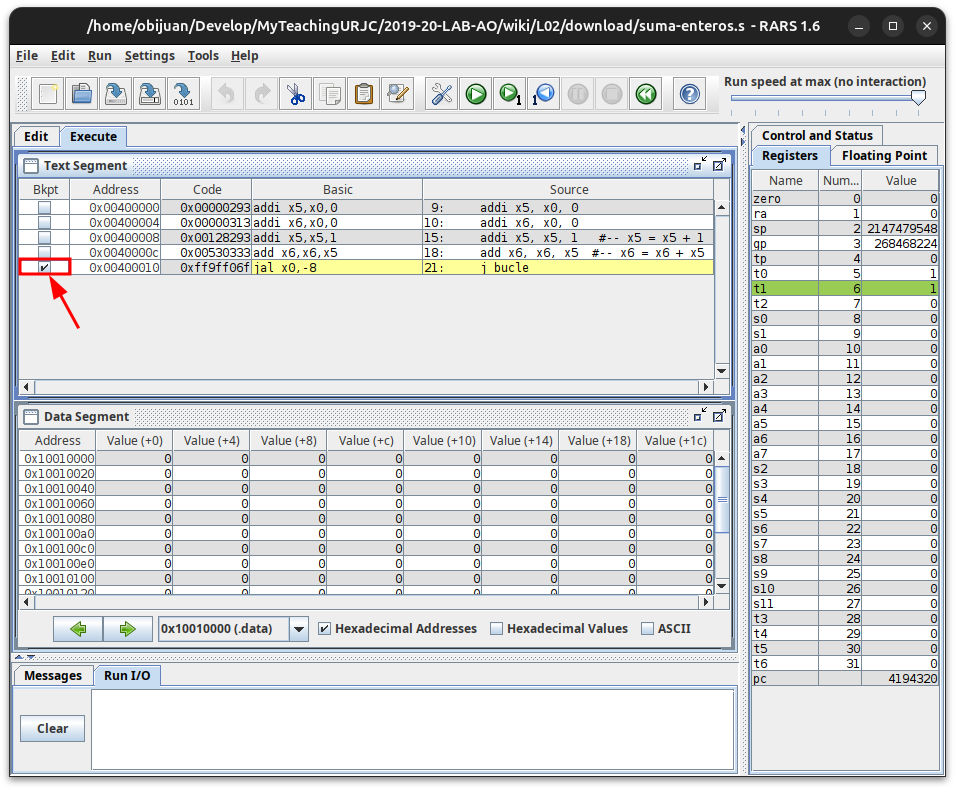 /home/obijuan/Develop/MyTeachingURJC/2019-20-LAB-AO/wiki/L02/download/suma-enteros.s - RARS 1.6
File Edit Run Settings Tools Help
0101 1 1
Run speed at max (no interaction)
Edit Execute
Text Segment
Bkpt Address Code Basic Source
0x00400000 0x00000293 addi x5,x0,0 9: addi x5, x0, 0
0x00400004 0x00000313 addi x6,x0,0 10: addi x6, x0, 0
0x00400008 0x00128293 addi x5,x5,1 15: addi x5, x5, 1 #-- x5 = x5 + 1
0x0040000c 0x00530333 add x6,x6,x5 18: add x6, x6, x5 #-- x6 = x6 + x5
0x00400010 0xff9ff06f jal x0,-8 21: j bucle
Data Segment
Address Value (+0) Value (+4) Value (+8) Value (+c) Value (+10) Value (+14) Value (+18) Value (+1c)
0x10010000 0 0 0 0 0 0 0 0
0x10010020 0 0 0 0 0 0 0 0
0x10010040 0 0 0 0 0 0 0 0
0x10010060 0 0 0 0 0 0 0 0
0x10010080 0 0 0 0 0 0 0 0
0x100100a0 0 0 0 0 0 0 0 0
0x100100c0 0 0 0 0 0 0 0 0
0x100100e0 0 0 0 0 0 0 0 0
0x10010100 0 0 0 0 0 0 0 0
0x10010120 0 0 0 0 0 0 0 0
0x10010000 (.data) Hexadecimal Addresses Hexadecimal Values ASCII
Messages Run I/O
Clear
Control and Status
Registers Floating Point
Name Num... Value
zero 0 0
ra 1 0
sp 2 2147479548
gp 3 268468224
tp 4 0
t0 5 1
t1 6 1
t2 7 0
s0 8 0
s1 9 0
a0 10 0
a1 11 0
a2 12 0
a3 13 0
a4 14 0
a5 15 0
a6 16 0
a7 17 0
s2 18 0
s3 19 0
s4 20 0
s5 21 0
s6 22 0
s7 23 0
s8 24 0
s9 25 0
s10 26 0
s11 27 0
t3 28 0
t4 29 0
t5 30 0
t6 31 0
pc 4194320